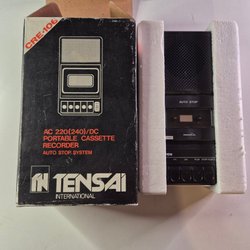 CRE-106
AC 220(240)/DC
PORTABLE CASSETTE
RECORDER
AUTO STOP SYSTEM
TENSAI
INTERNATIONAL
AUTO STOP